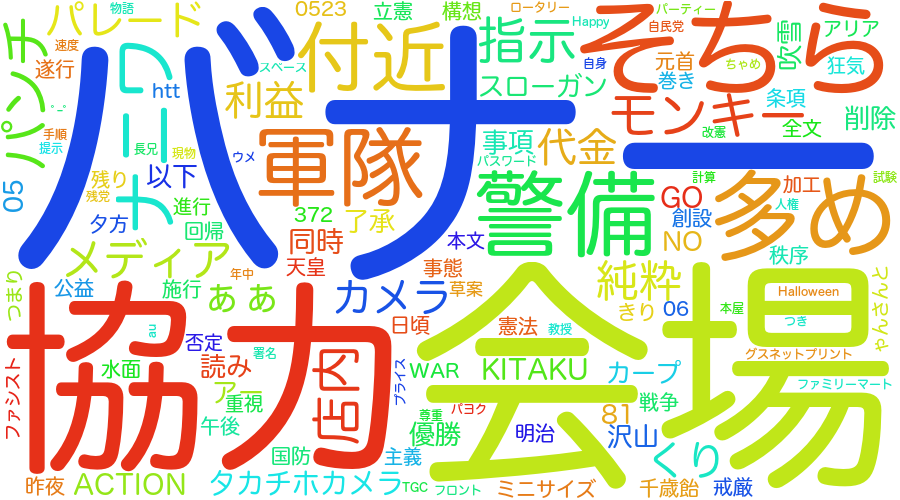 物語
0523
立憲
構想
ロータリー
パーティー
Happy
自民党
そちら
アリア
パレード
速度
付近
指示
ちゃめ
吹雪
狂気
遂行
スペース
自身
元首
巻き
バナー
htt
利益
スローガン
条項
パンチ
ﾟ_ﾟ
手順
提示
ナニワ
長兄
現物
ウメ
軍隊
事項
代金
モンキー
改憲
全文
削除
パスワード
05
残り
残党
以下
警備
計算
多め
加工
試験
GO
人権
創設
進行
夕方
372
了承
回帰
同時
本文
NO
秩序
メディア
天皇
年中
事態
純粋
つまり
公益
施行
ああ
カメラ
草案
きり
06
本屋
Halloween
とんさんゃ
協力
会場
日頃
憲法
教授
つき
au
否定
署名
水面
読み
店内
プライス
WAR
KITAKU
カープ
グスネットプリント
ファミリーマート
ファシスト
アー
重視
尊重
パヨク
81
戦争
午後
優勝
明治
沢山
国防
主義
くり
昨夜
ACTION
タカチホカメラ
TGC
フロント
ミニサイズ
千歳飴
戒厳